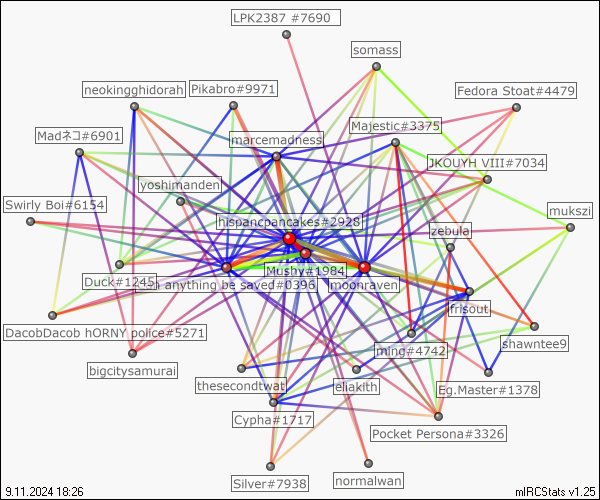 LPK2387 #7690
somass
neokingghidorah
Pikabro#9971
Fedora Stoat#4479
Madネコ#6901
marcemadness
Majestic#3375
JKOUYH VIII#7034
yoshimanden
Swirly Boi#6154
hispancpancakes#2928
mukszi
zebula
Duck#1245
Mushy#1984
an anything be saved#0396
moonraven
frisout
DacobDacob hORNY police#5271
ming#4742
shawntee9
bigcitysamurai
thesecondtwat
eliaklth
Eg.Master#1378
Cypha#1717
Pocket Persona#3326
Silver#7938
normalwan
9.11.2024 18:26
mIRCStats v1.25